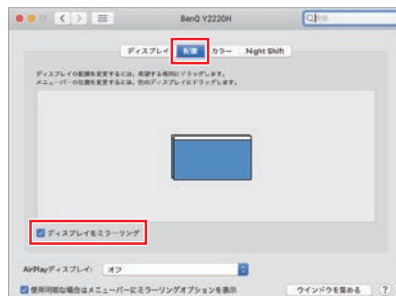 BenQ V2220H
検索
ディスプレイ 配置 カラー Night Shift
ディスプレイの配置を変更するには、希望する場所にドラッグします。
メニューバーの位置を変更するには、別のディスプレイにドラッグします。
ディスプレイをミラーリング
AirPlayディスプレイ: オフ
使用可能な場合はメニューバーにミラーリングオプションを表示 ウインドウを集める ?